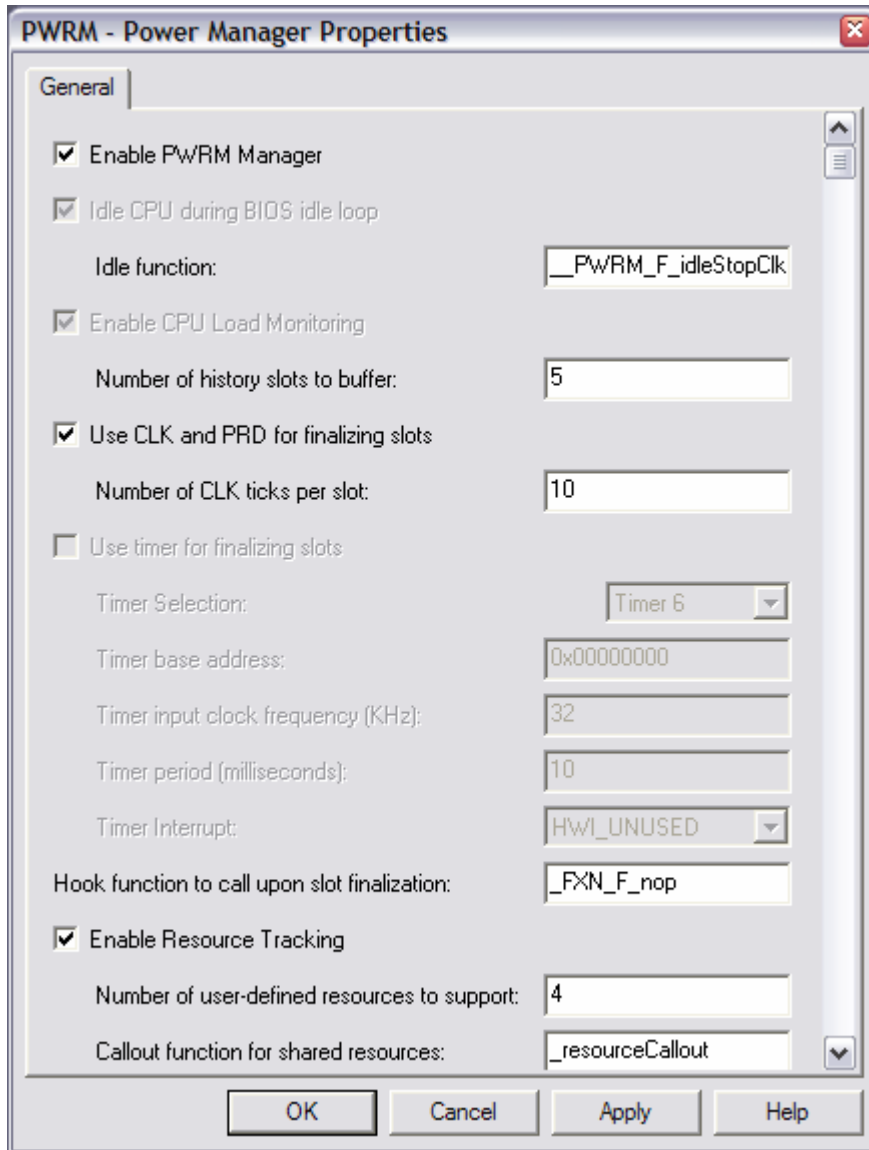 PWRM - Power Manager Properties
General
Enable PWRM Manager
Idle CPU during BIOS idle loop
Idle function: __PWRM_F_idleStopClk
Enable CPU Load Monitoring
Number of history slots to buffer: 5
Use CLK and PRD for finalizing slots
Number of CLK ticks per slot: 10
Use timer for finalizing slots
Timer Selection: Timer 6
Timer base address: 0x00000000
Timer input clock frequency (KHz): 32
Timer period (milliseconds): 10
Timer Interrupt: HWI_UNUSED
Hook function to call upon slot finalization: _FXN_F_nop
Enable Resource Tracking
Number of user-defined resources to support: 4
Callout function for shared resources: _resourceCallout
OK Cancel Apply Help